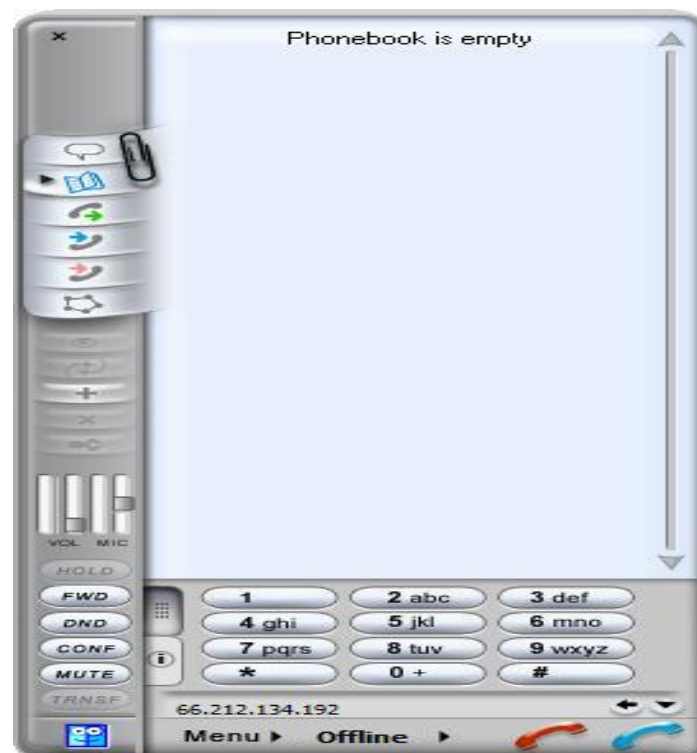 Phonebook is empty
VOL MIC
HOLD
FWD
DND
CONF
MUTE
TRNSF
1 2 abc 3 def
4 ghi 5 jkl 6 mno
7 pqrs 8 tuv 9 wxyz
* 0 + #
66.212.134.192
Menu Offline